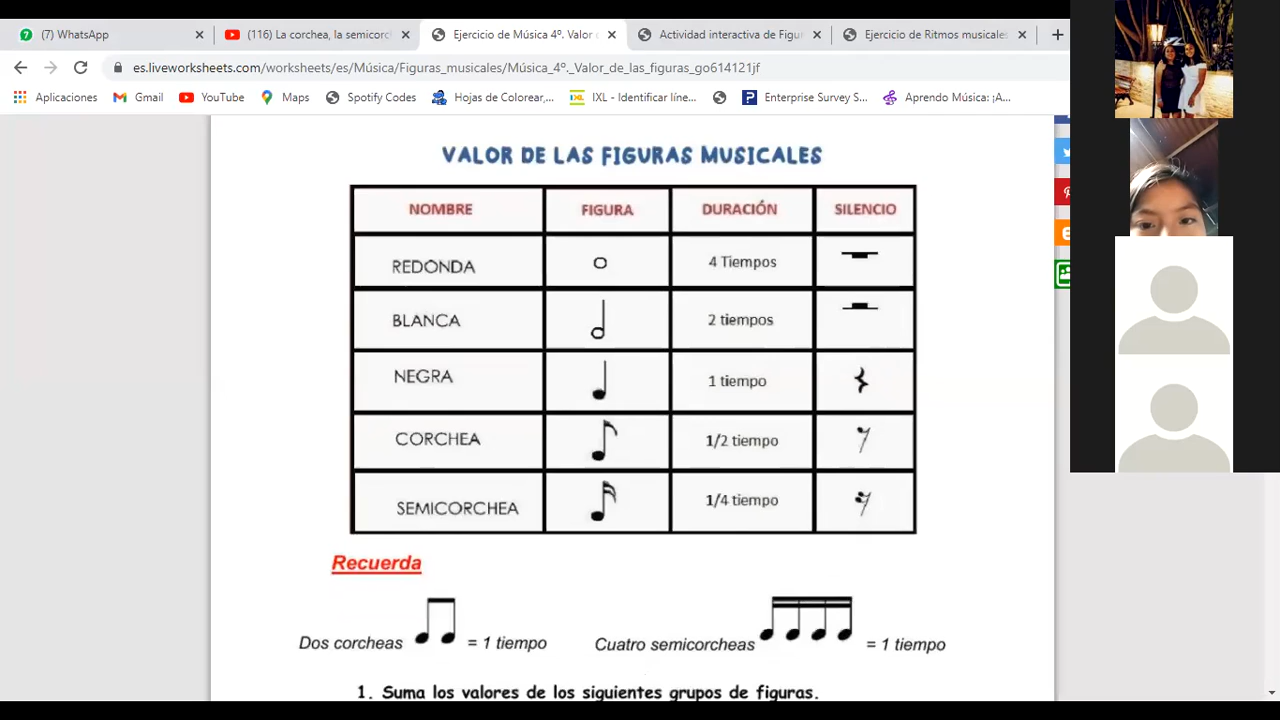 (7) WhatsApp
(116) La corchea, la semicorch
Ejercicio de Música 4º. Valor d
Actividad interactiva de Figur
Ejercicio de Ritmos musicales
es.liveworksheets.com/worksheets/es/Música/Figuras_musicales/Música_4º._Valor_de_las_figuras_go614121jf
Aplicaciones
Gmail
YouTube
Maps
Spotify Codes
Hojas de Colorear,...
IXL - Identificar líne...
Enterprise Survey S...
Aprendo Música: ¡A...
VALOR DE LAS FIGURAS MUSICALES
NOMBRE FIGURA DURACIÓN SILENCIO
REDONDA 4 Tiempos
BLANCA 2 tiempos
NEGRA 1 tiempo
CORCHEA 1/2 tiempo
SEMICORCHEA 1/4 tiempo
Recuerda
Dos corcheas = 1 tiempo
Cuatro semicorcheas = 1 tiempo
1. Suma los valores de los siguientes grupos de figuras.